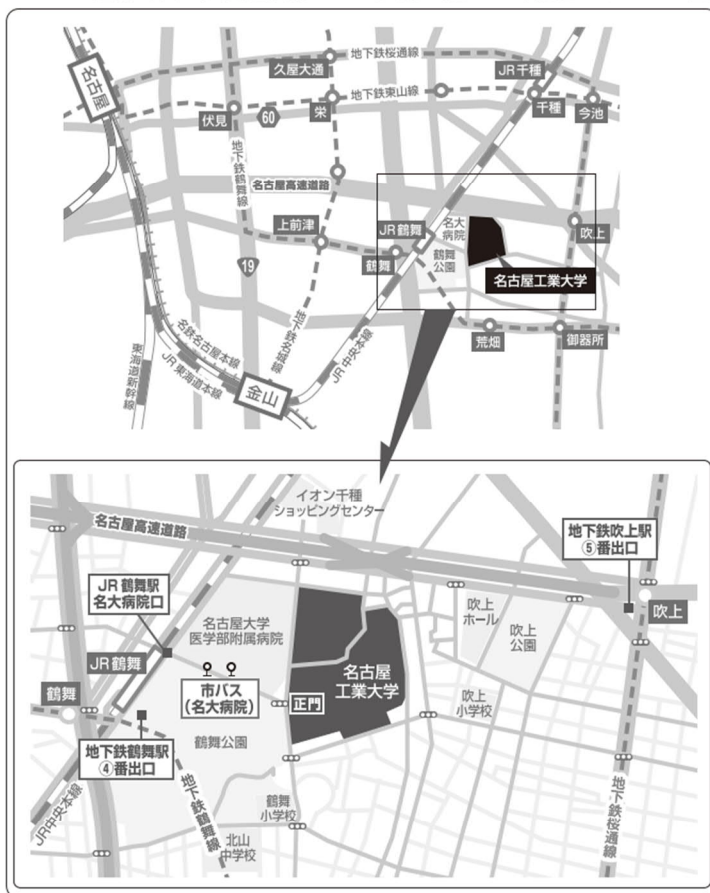 久屋大通
地下鉄桜通線
JR千種
名古屋
伏見
60
栄
地下鉄東山線
千種
今池
地下鉄鶴舞線
名古屋高速道路
上前津
JR鶴舞
名大
病院
吹上
鶴舞
鶴舞
公園
19
名古屋工業大学
地下鉄名城線
名鉄名古屋本線
JR東海道本線
東海道新幹線
JR中央本線
荒畑
御器所
金山
イオン千種
ショッピングセンター
名古屋高速道路
地下鉄吹上駅
⑤番出口
JR鶴舞駅
名大病院口
名古屋大学
医学部附属病院
吹上
ホール
吹上
公園
吹上
JR鶴舞
名古屋
工業大学
鶴舞
市バス
(名大病院)
正門
吹上
小学校
地下鉄鶴舞駅
④番出口
鶴舞公園
地下鉄鶴舞線
JR中央本線
鶴舞
小学校
北山
中学校
地下鉄桜通線